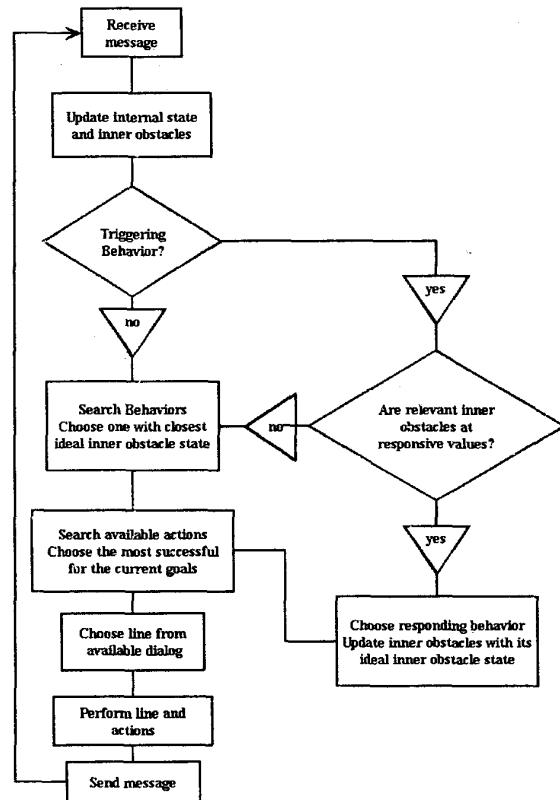 Receive
message
Update internal state
and inner obstacles
Triggering
Behavior?
yes
no
Search Behaviors
Choose one with closest
ideal inner obstacle state
no
Are relevant inner
obstacles at
responsive values?
yes
Search available actions
Choose the most successful
for the current goals
Choose responding behavior
Update inner obstacles with its
ideal inner obstacle state
Choose line from
available dialog
Perform line and
actions
Send message